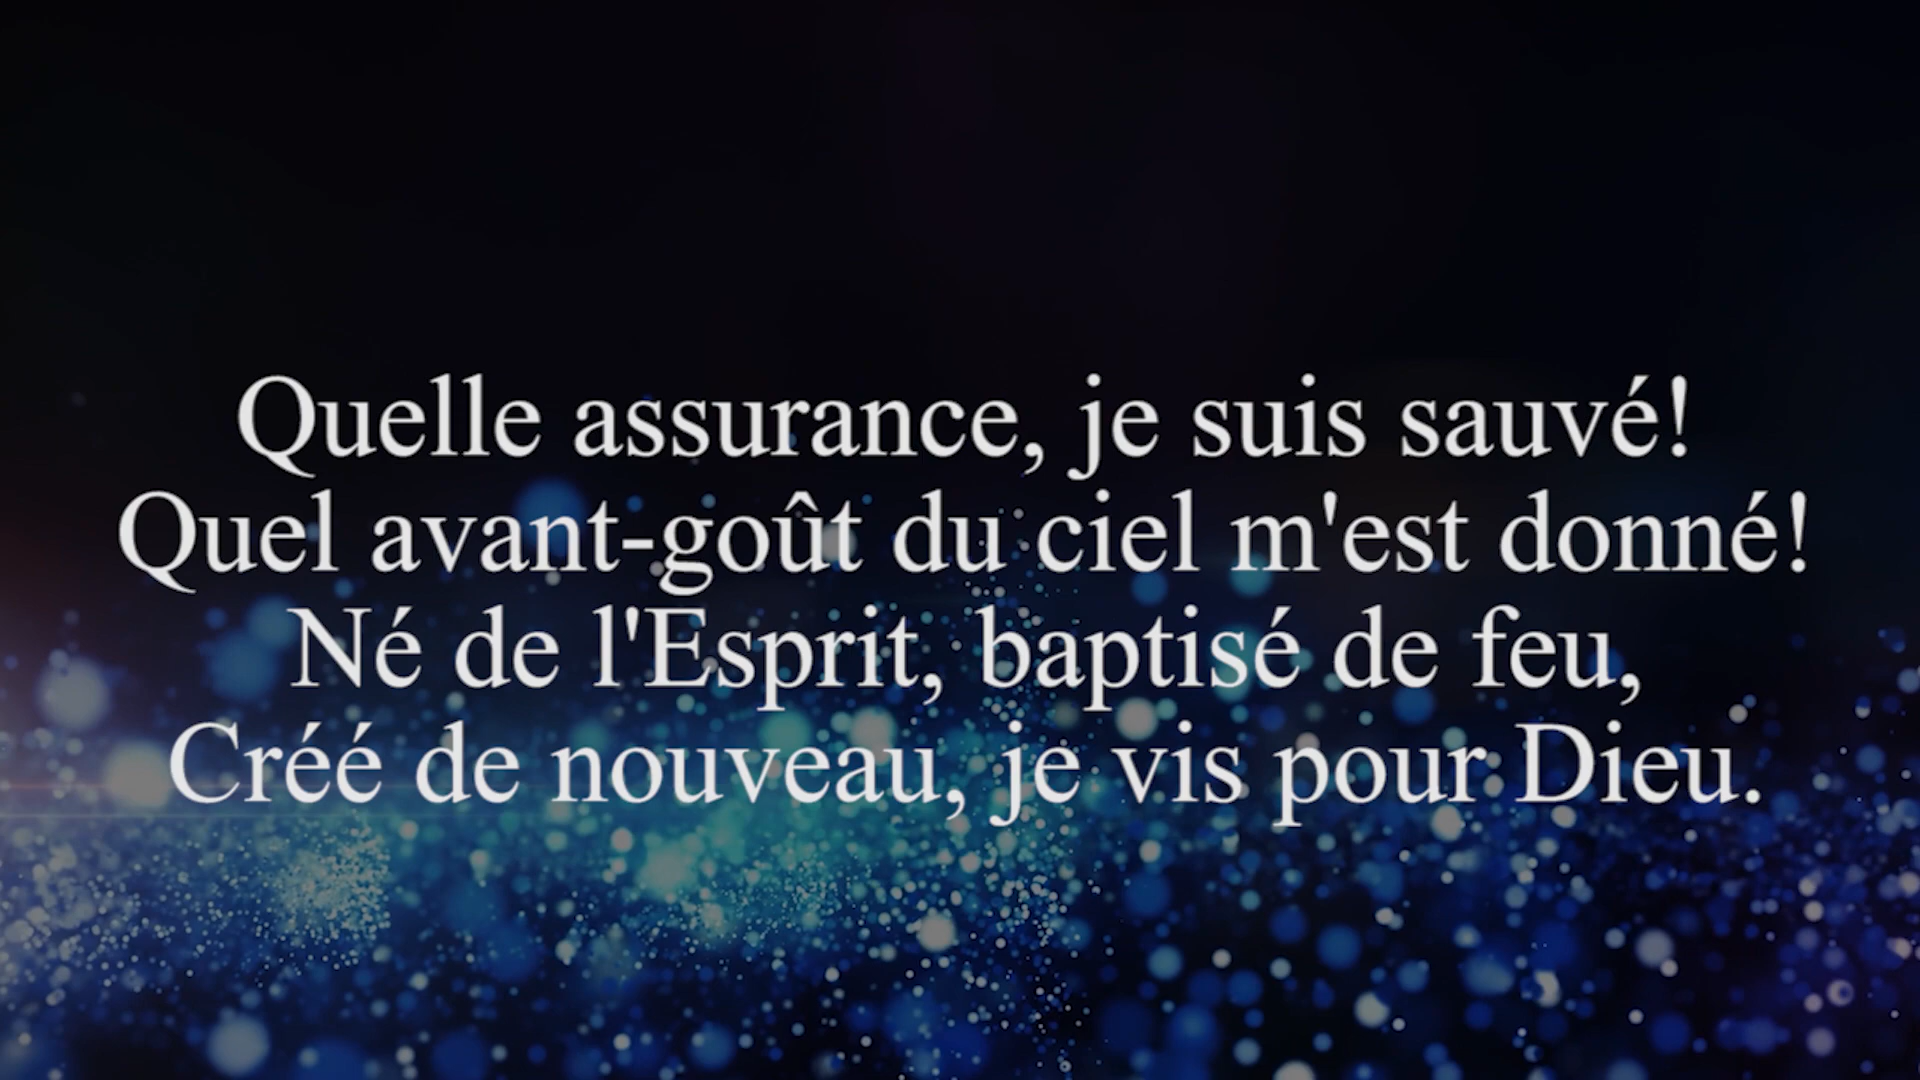 Quelle assurance, je suis sauvé!
Quel avant-goût du ciel m'est donné!
Né de l'Esprit, baptisé de feu,
Créé de nouveau, je vis pour Dieu.